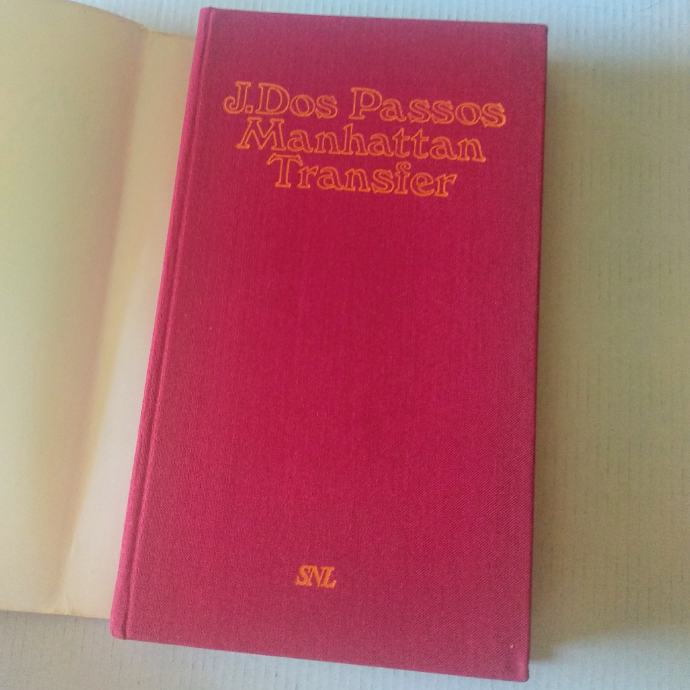 J. Dos Passos
Manhattan
Transfer
SNL